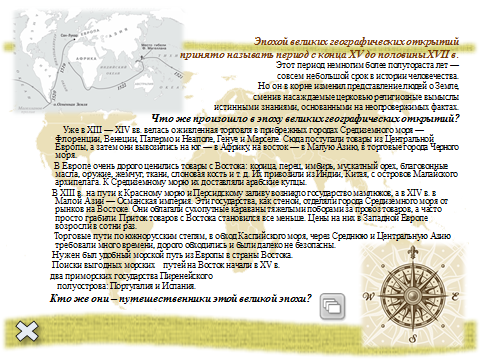 Эпохой великих географических открытий
принято называть период с конца XV до половины XVII в.
Этот период немногим более полутораста лет —
совсем небольшой срок в истории человечества.
Но он в корне изменил представление людей о Земле,
сменив насаждаемые церковью религиозные вымыслы
истинными знаниями, основанными на неопровержимых фактах.
Что же произошло в эпоху великих географических открытий?
Уже в XIII — XIV вв. велась оживленная торговля в прибрежных городах Средиземного моря —:
Флоренции, Венеции, Палермо и Неаполе, Генуе и Марселе. Сюда поступали товары из Центральной
Европы, а затем они вывозились на юг — в Африку, на восток — в Малую Азию, в торговые города Черного
моря.
В Европе очень дорого ценились товары с Востока: корица, перец, имбирь, мускатный орех, благовонные
масла, оружие, жемчуг, ткани, слоновая кость и т. д. Их привозили из Индии, Китая, с островов Малайского
архипелага. К Средиземному морю их доставляли арабские купцы.
В XIII в. на пути к Красному морю и Персидскому заливу возникло государство мамлюков, а в XIV в. в
Малой Азии — Османская империя. Эти государства, как стеной, отделяли города Средиземного моря от
рынков на Востоке. Они облагали сухопутные караваны тяжелыми поборами за провоз товаров, а часто
просто грабили. Приток товаров с Востока становился все меньше. Цены на них в Западной Европе
возросли в сотни раз.
Торговые пути по южнорусским степям, в обход Каспийского моря, через Среднюю и Центральную Азию
требовали много времени, дорого обходились и были далеко не безопасны.
Нужен был удобный морской путь из Европы в страны Востока.
Поиски выгодных морских путей на Восток начали в XV в.
два приморских государства Пиренейского
полуострова: Португалия и Испания.
Кто же они – путешественники этой великой эпохи?
W
E
S